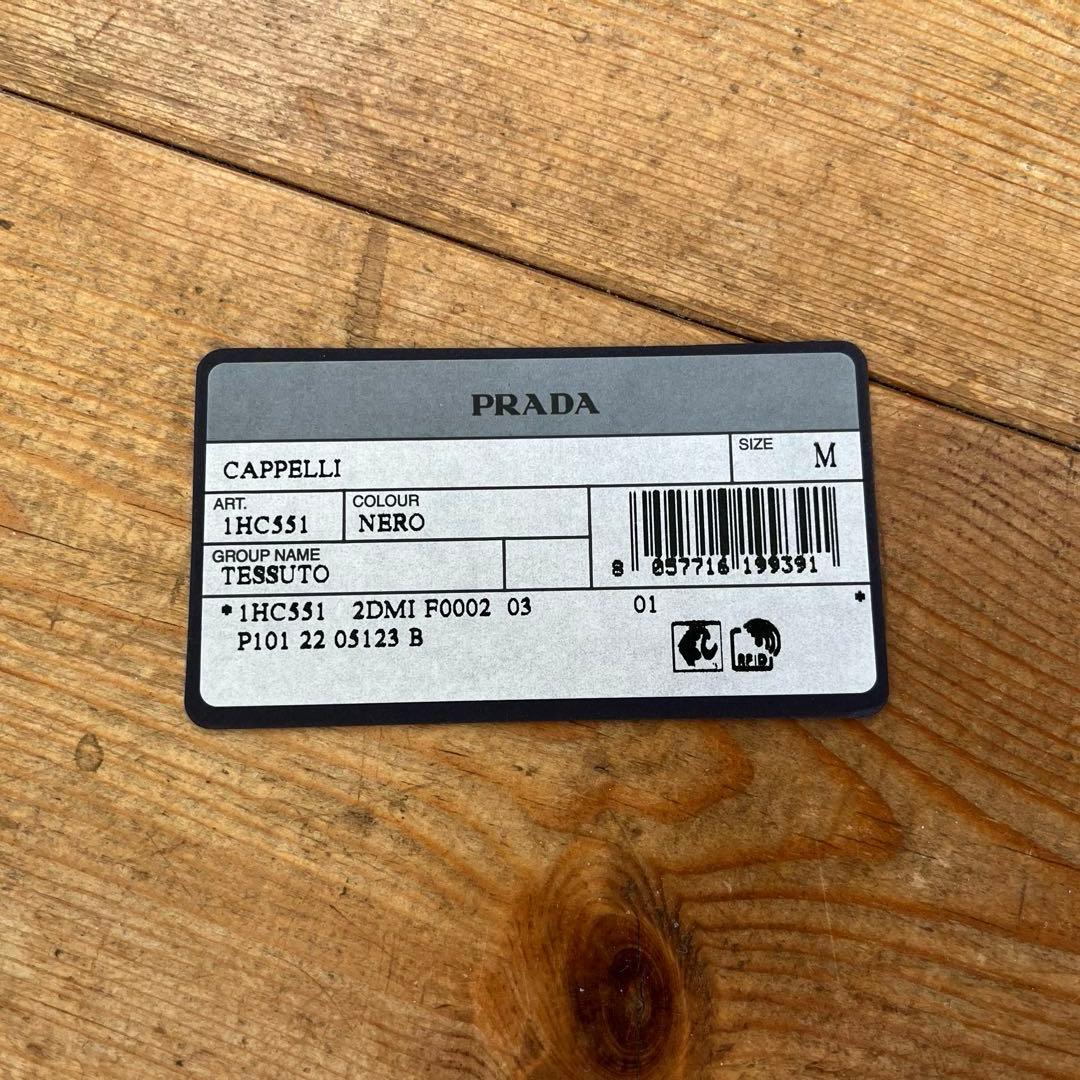 PRADA
CAPPELLI
SIZE
M
ART.
1HC551
COLOUR
NERO
8 057716 199391
GROUP NAME
TESSUTO
*1HC551 2DMI F0002 03 01 *
P101 22 05123 B
RFID